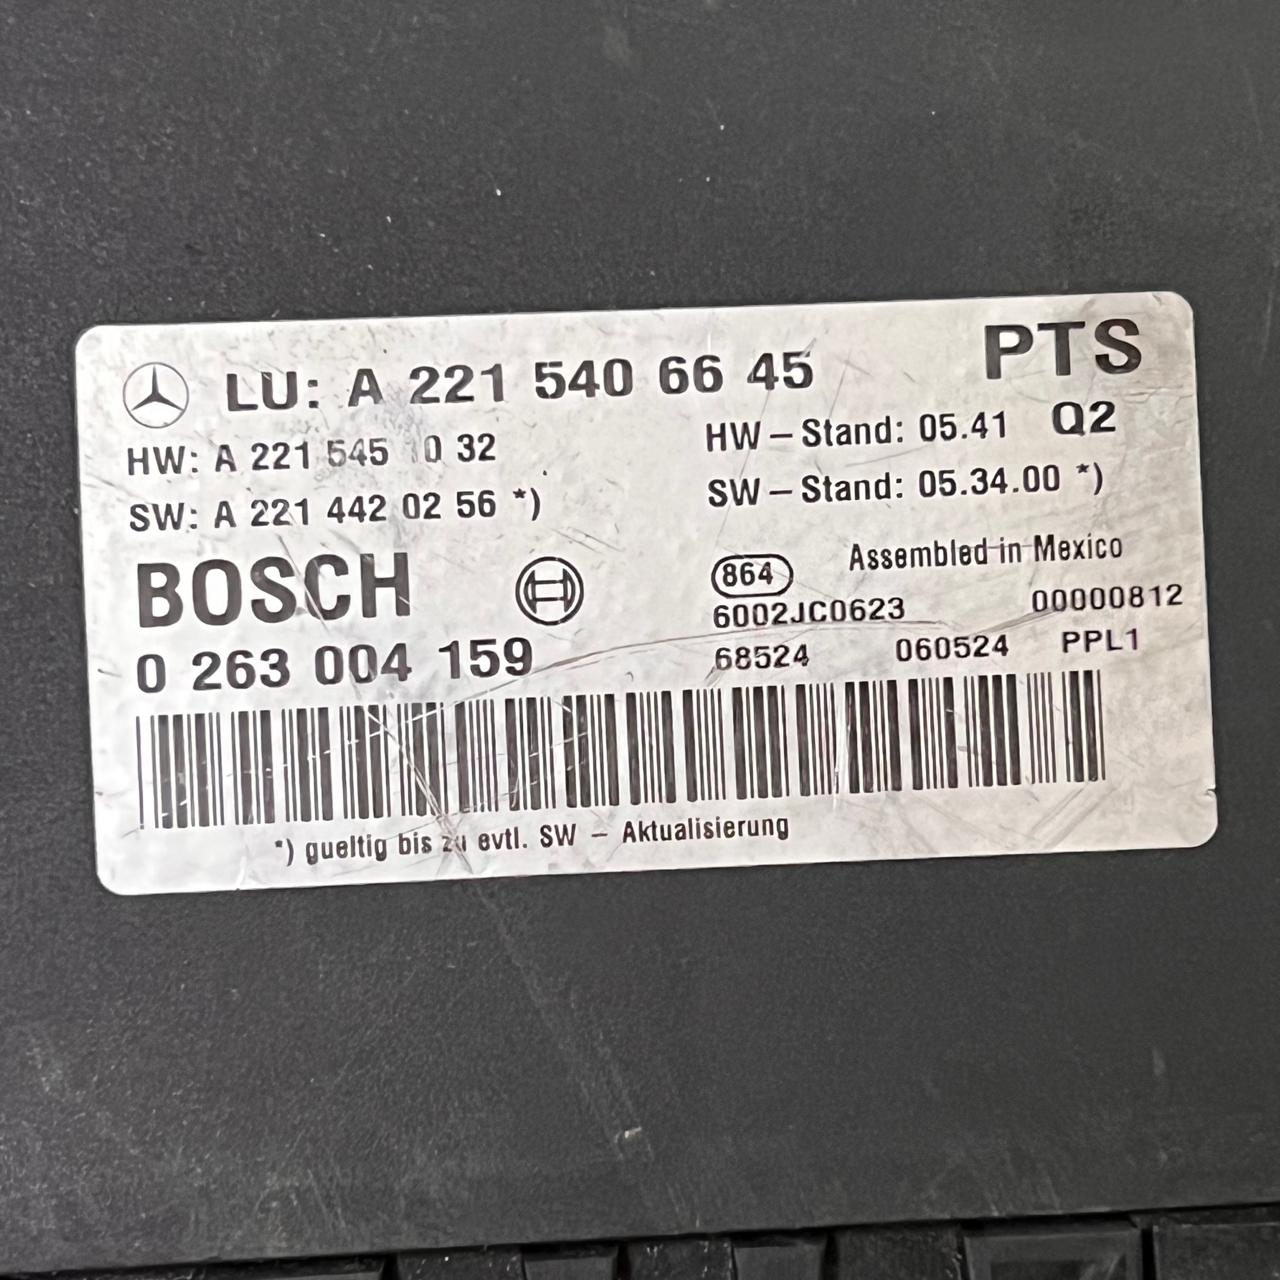 LU: A 221 540 66 45 PTS
HW: A 221 545 0 32 HW – Stand: 05.41 Q2
SW: A 221 442 02 56 *) SW – Stand: 05.34.00 *)
BOSCH 864 Assembled in Mexico
6002JC0623 00000812
0 263 004 159 68524 060524 PPL1
*) gueltig bis zu evtl. SW – Aktualisierung